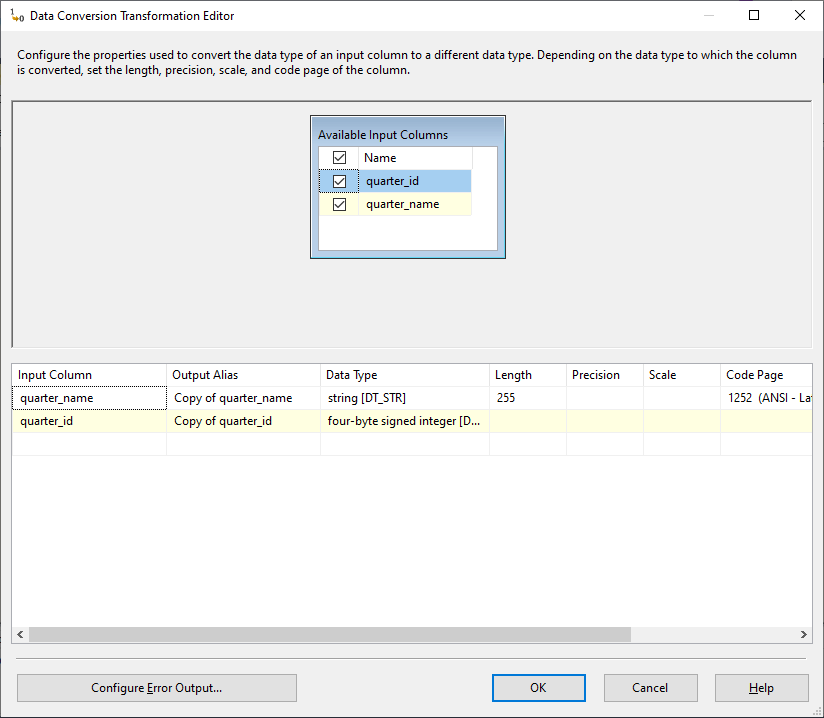 Data Conversion Transformation Editor
Configure the properties used to convert the data type of an input column to a different data type. Depending on the data type to which the column
is converted, set the length, precision, scale, and code page of the column.
Available Input Columns
Name
quarter_id
quarter_name
Input Column Output Alias Data Type Length Precision Scale Code Page
quarter_name Copy of quarter_name string [DT_STR] 255 1252 (ANSI - La
quarter_id Copy of quarter_id four-byte signed integer [D...
Configure Error Output... OK Cancel Help